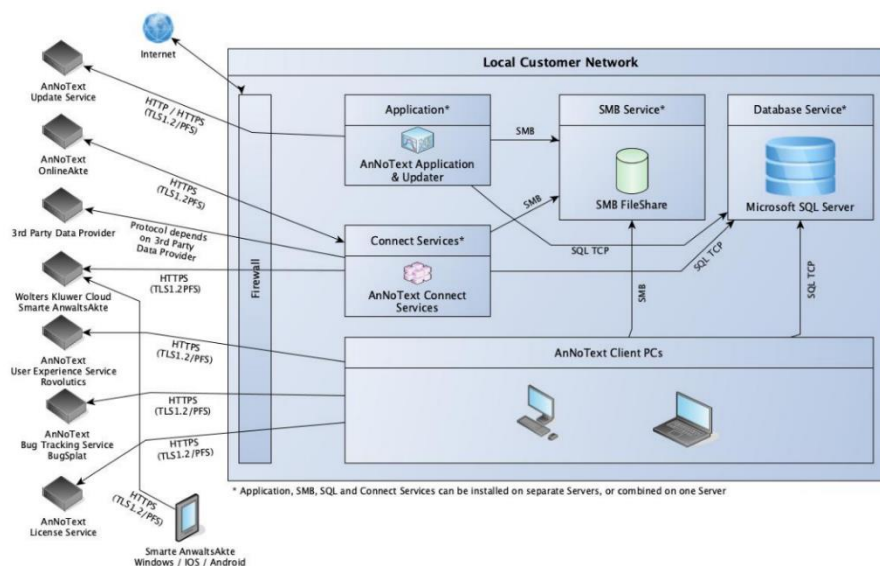 Internet
AnNoText
Update Service
HTTP / HTTPS
(TLS1.2/PFS)
AnNoText
OnlineAkte
HTTPS
(TLS1.2PFS)
3rd Party Data Provider
Protocol depends
on 3rd Party
Data Provider
Wolters Kluwer Cloud
Smarte AnwaltsAkte
HTTPS
(TLS1.2PFS)
AnNoText
User Experience Service
Rovolutics
HTTPS
(TLS1.2/PFS)
AnNoText
Bug Tracking Service
BugSplat
HTTPS
(TLS1.2/PFS)
AnNoText
License Service
HTTPS
(TLS1.2/PFS)
HTTPS
(TLS1.2/PFS)
Smarte AnwaltsAkte
Windows / IOS / Android
Local Customer Network
Firewall
Application*
AnNoText Application
& Updater
SMB
SMB Service*
SMB FileShare
Database Service*
Microsoft SQL Server
Connect Services*
AnNoText Connect
Services
SMB
SQL TCP
SQL TCP
SMB
SQL TCP
AnNoText Client PCs
* Application, SMB, SQL and Connect Services can be installed on separate Servers, or combined on one Server